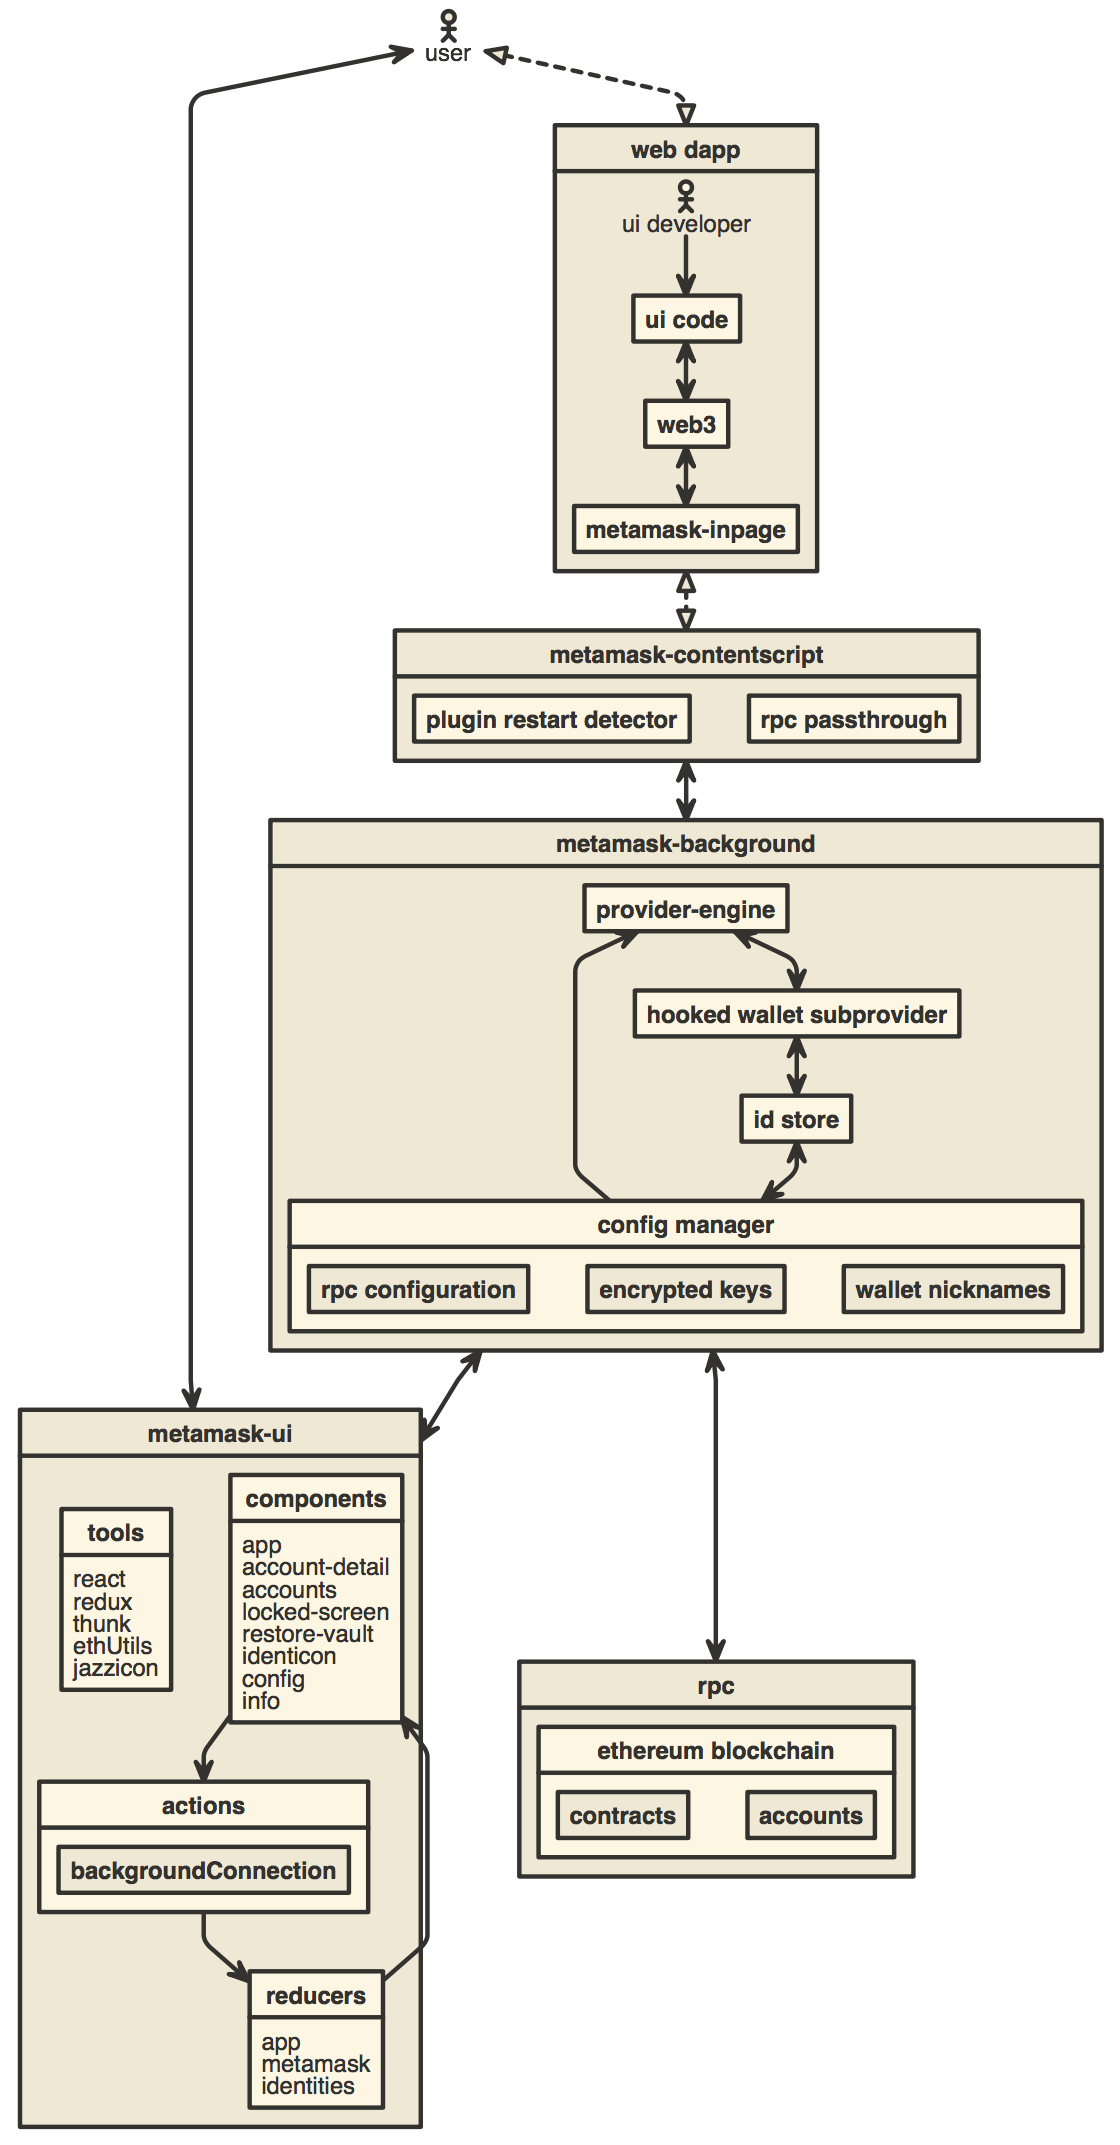 user
web dapp
ui developer
ui code
web3
metamask-inpage
metamask-contentscript
plugin restart detector
rpc passthrough
metamask-background
provider-engine
hooked wallet subprovider
id store
config manager
rpc configuration
encrypted keys
wallet nicknames
metamask-ui
tools
react
redux
thunk
ethUtils
jazzicon
components
app
account-detail
accounts
locked-screen
restore-vault
identicon
config
info
actions
backgroundConnection
reducers
app
metamask
identities
rpc
ethereum blockchain
contracts
accounts